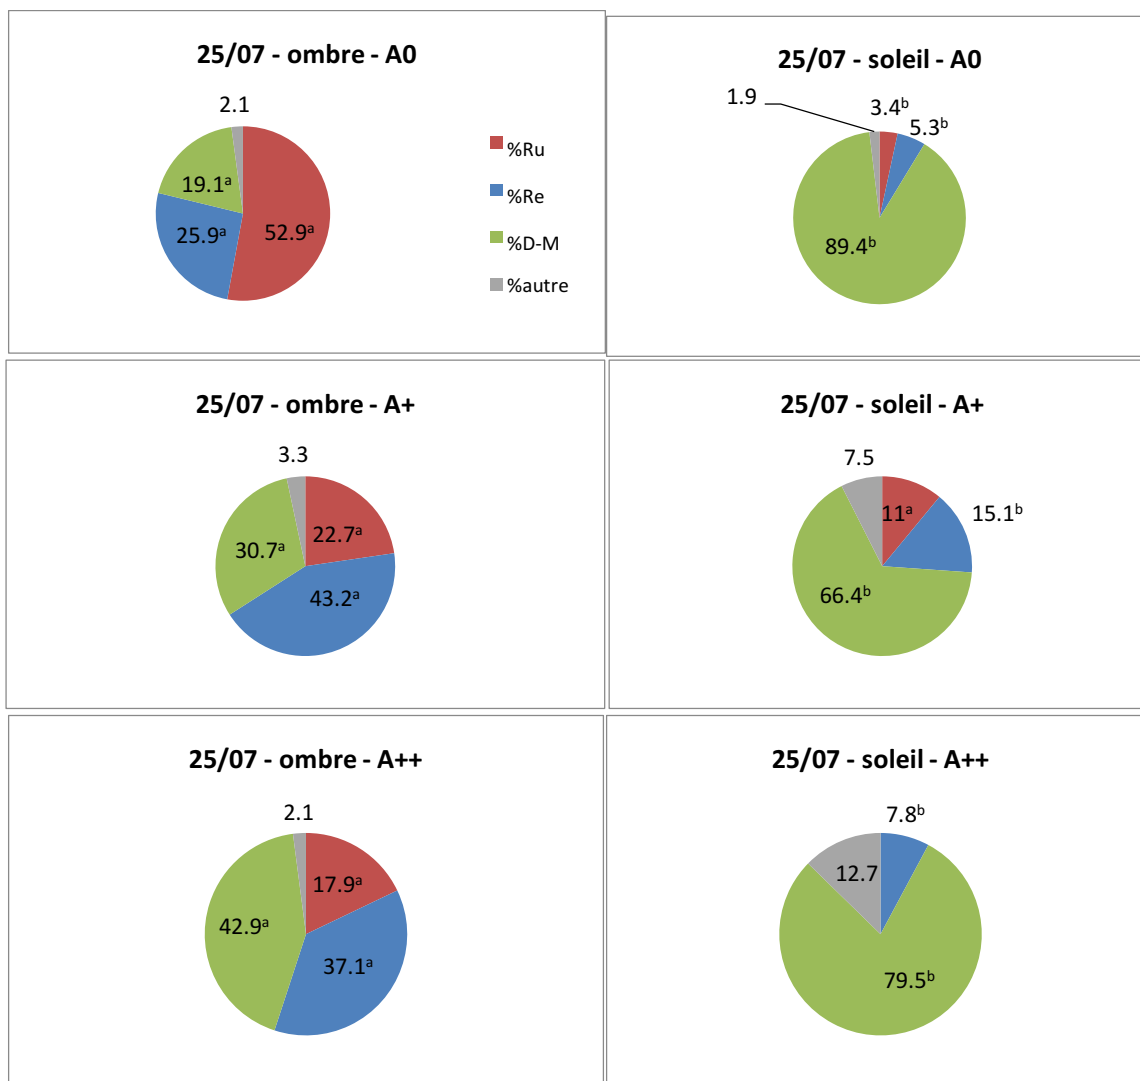 25/07 - ombre - A0
2.1
19.1ᵃ
25.9ᵃ
52.9ᵃ
%Ru
%Re
%D-M
%autre
25/07 - soleil - A0
1.9
3.4ᵇ
5.3ᵇ
89.4ᵇ
25/07 - ombre - A+
3.3
22.7ᵃ
30.7ᵃ
43.2ᵃ
25/07 - soleil - A+
7.5
11ᵃ
15.1ᵇ
66.4ᵇ
25/07 - ombre - A++
2.1
17.9ᵃ
42.9ᵃ
37.1ᵃ
25/07 - soleil - A++
7.8ᵇ
12.7
79.5ᵇ